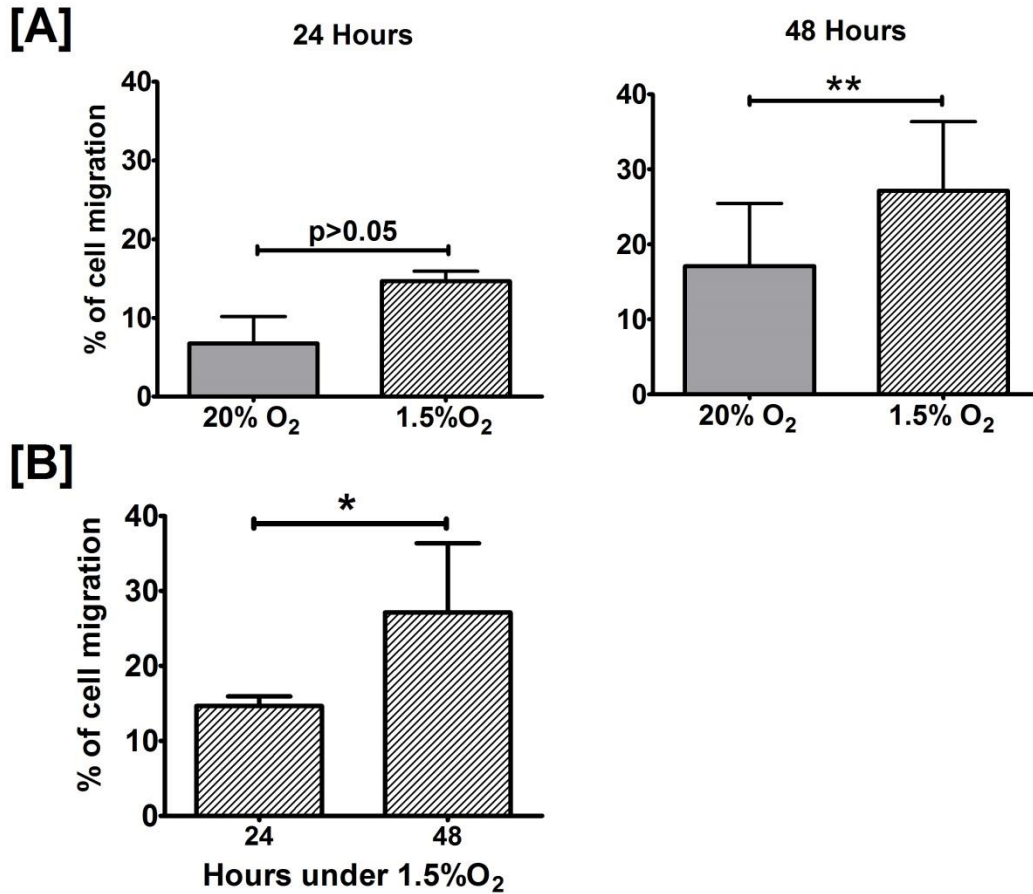 [A]
24 Hours
48 Hours
% of cell migration
40
30
20
10
0
p>0.05
20% O₂
1.5%O₂
40
30
20
10
0
**
20% O₂
1.5% O₂
[B]
% of cell migration
40
30
20
10
0
*
24
48
Hours under 1.5%O₂